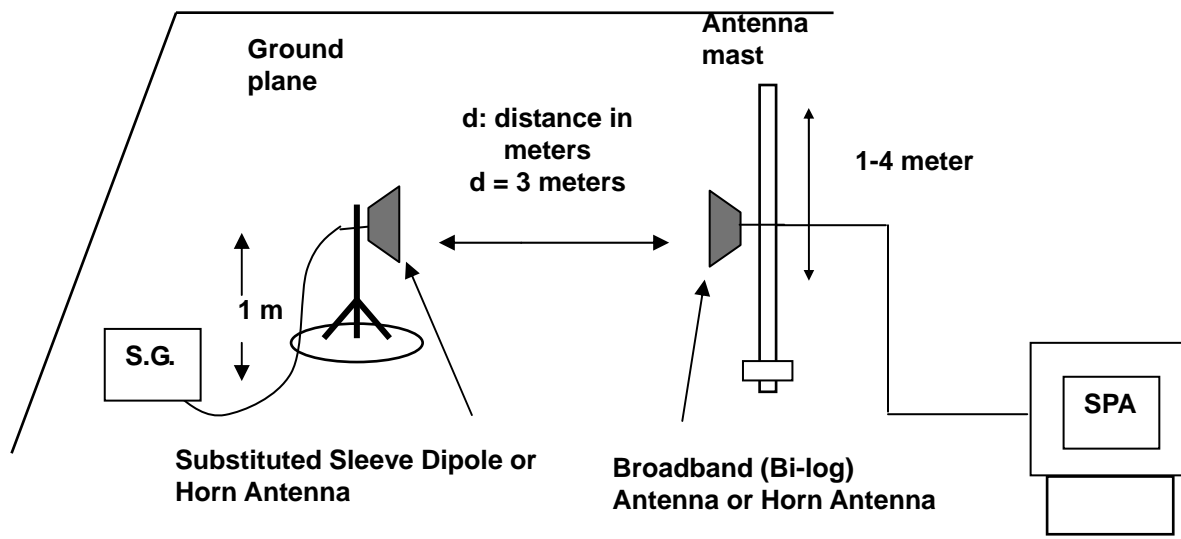 Ground
plane
Antenna
mast
d: distance in
meters
d = 3 meters
1-4 meter
1 m
S.G.
SPA
Substituted Sleeve Dipole or
Horn Antenna
Broadband (Bi-log)
Antenna or Horn Antenna